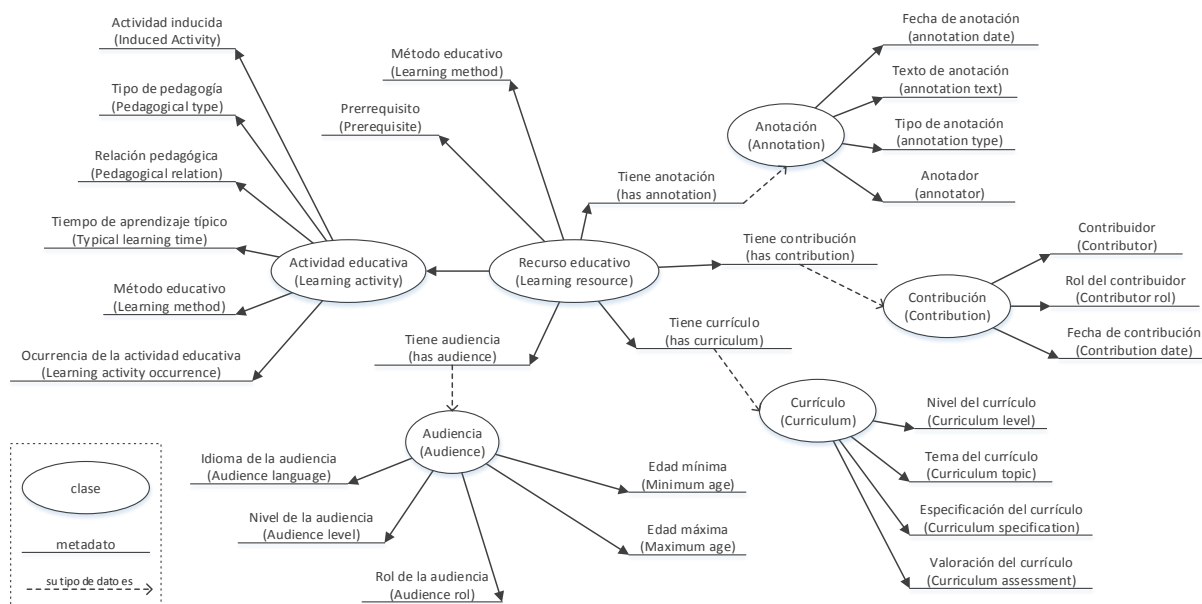 Actividad inducida
(Induced Activity)
Tipo de pedagogía
(Pedagogical type)
Relación pedagógica
(Pedagogical relation)
Tiempo de aprendizaje típico
(Typical learning time)
Método educativo
(Learning method)
Ocurrencia de la actividad educativa
(Learning activity occurrence)
Actividad educativa
(Learning activity)
Método educativo
(Learning method)
Prerrequisito
(Prerequisite)
Recurso educativo
(Learning resource)
Tiene anotación
(has annotation)
Anotación
(Annotation)
Fecha de anotación
(annotation date)
Texto de anotación
(annotation text)
Tipo de anotación
(annotation type)
Anotador
(annotator)
Tiene contribución
(has contribution)
Contribución
(Contribution)
Contribuidor
(Contributor)
Rol del contribuidor
(Contributor rol)
Fecha de contribución
(Contribution date)
Tiene currículo
(has curriculum)
Currículo
(Curriculum)
Nivel del currículo
(Curriculum level)
Tema del currículo
(Curriculum topic)
Especificación del currículo
(Curriculum specification)
Valoración del currículo
(Curriculum assessment)
Tiene audiencia
(has audience)
Audiencia
(Audience)
Idioma de la audiencia
(Audience language)
Nivel de la audiencia
(Audience level)
Rol de la audiencia
(Audience rol)
Edad mínima
(Minimum age)
Edad máxima
(Maximum age)
clase
metadato
su tipo de dato es